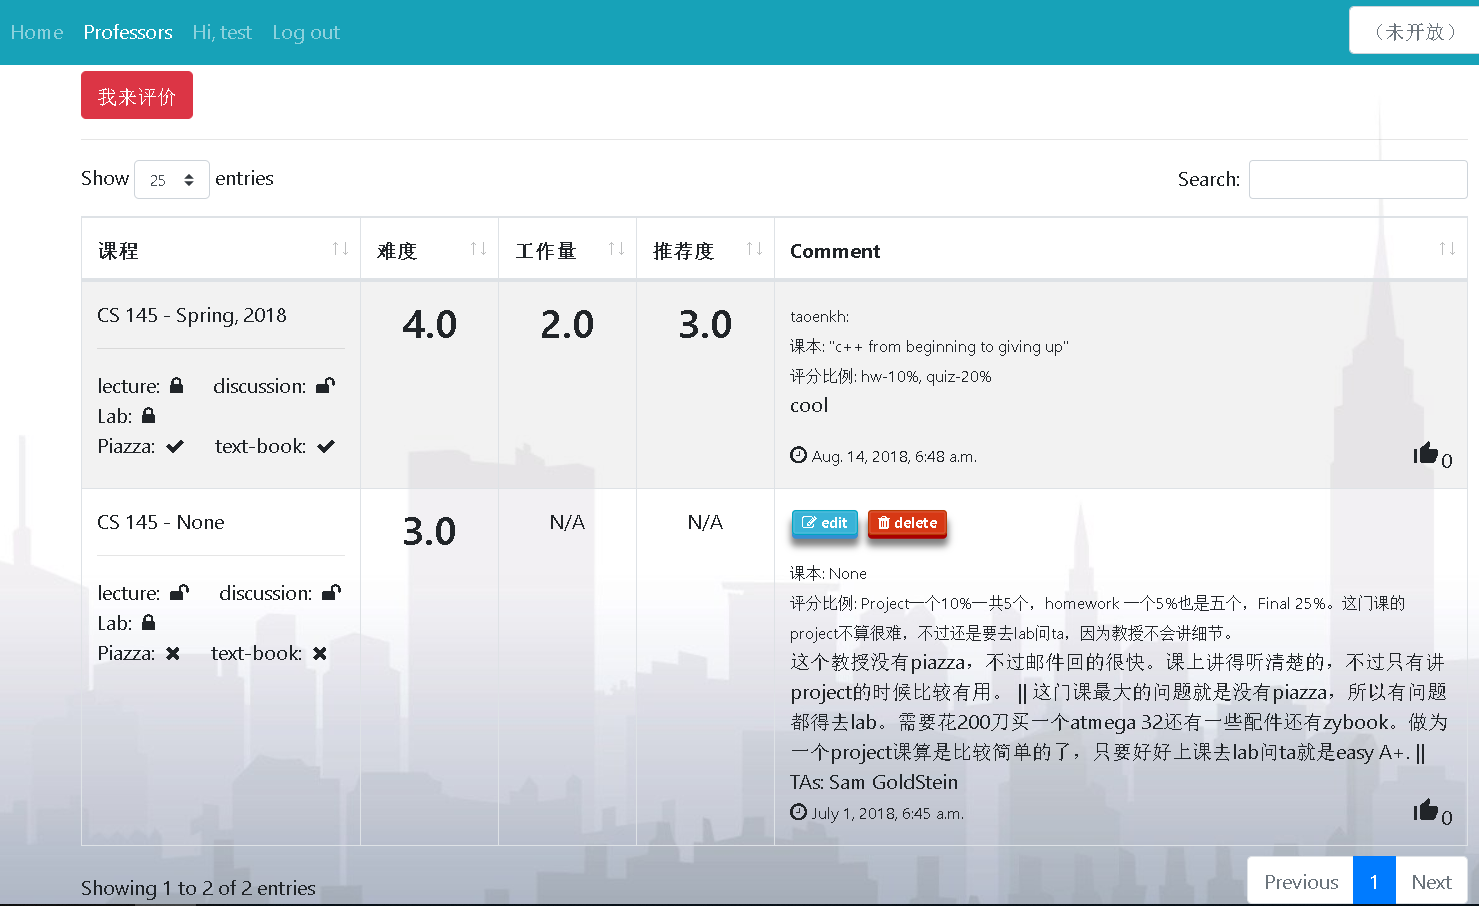 Home Professors Hi, test Log out （未开放）
我来评价
Show 25 entries Search:
课程 难度 工作量 推荐度 Comment
CS 145 - Spring, 2018 4.0 2.0 3.0
taoenkh:
课本: "c++ from beginning to giving up"
评分比例: hw-10%, quiz-20%
cool
lecture: discussion:
Lab:
Piazza: text-book:
Aug. 14, 2018, 6:48 a.m. 0
CS 145 - None 3.0 N/A N/A
edit delete
lecture: discussion:
Lab:
Piazza: text-book:
课本: None
评分比例: Project一个10%一共5个，homework 一个5%也是五个，Final 25%。这门课的
project不算很难，不过还是要去lab问ta，因为教授不会讲细节。
这个教授没有piazza，不过邮件回的很快。课上讲得听清楚的，不过只有讲
project的时候比较有用。 || 这门课最大的问题就是没有piazza，所以有问题
都得去lab。需要花200刀买一个atmega 32还有一些配件还有zybook。做为
一个project课算是比较简单的了，只要好好上课去lab问ta就是easy A+. ||
TAs: Sam GoldStein
July 1, 2018, 6:45 a.m. 0
Showing 1 to 2 of 2 entries Previous 1 Next